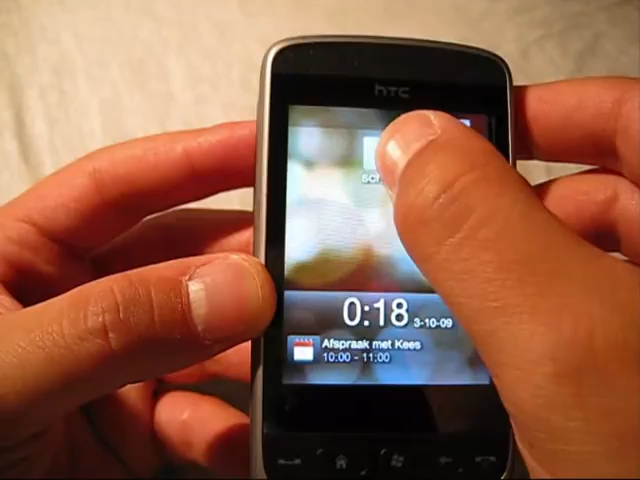 hTC
0:18 3-10-09
Afspraak met Kees
10:00 - 11:00